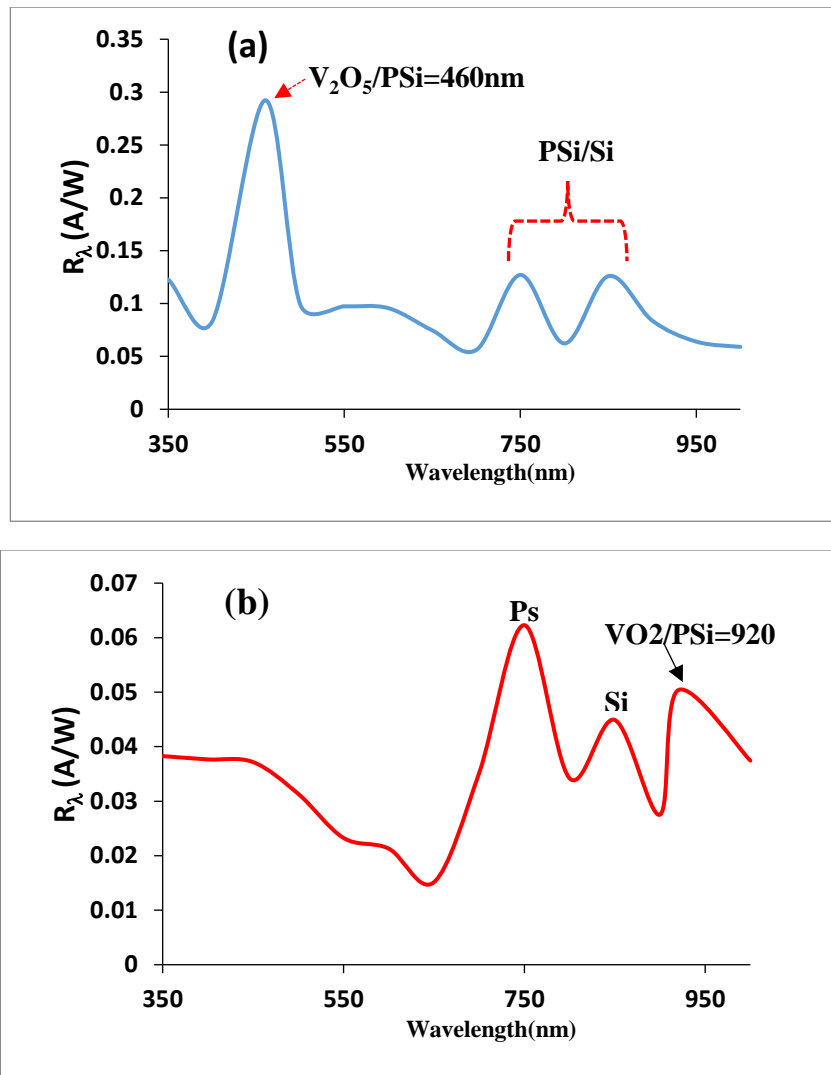 (a)
0.35
0.3
0.25
0.2
0.15
0.1
0.05
0
R_λ (A/W)
V₂O₅/PSi=460nm
PSi/Si
350 550 750 950
Wavelength(nm)
(b)
0.07
0.06
0.05
0.04
0.03
0.02
0.01
0
R_λ (A/W)
Ps
Si
VO2/PSi=920
350 550 750 950
Wavelength(nm)